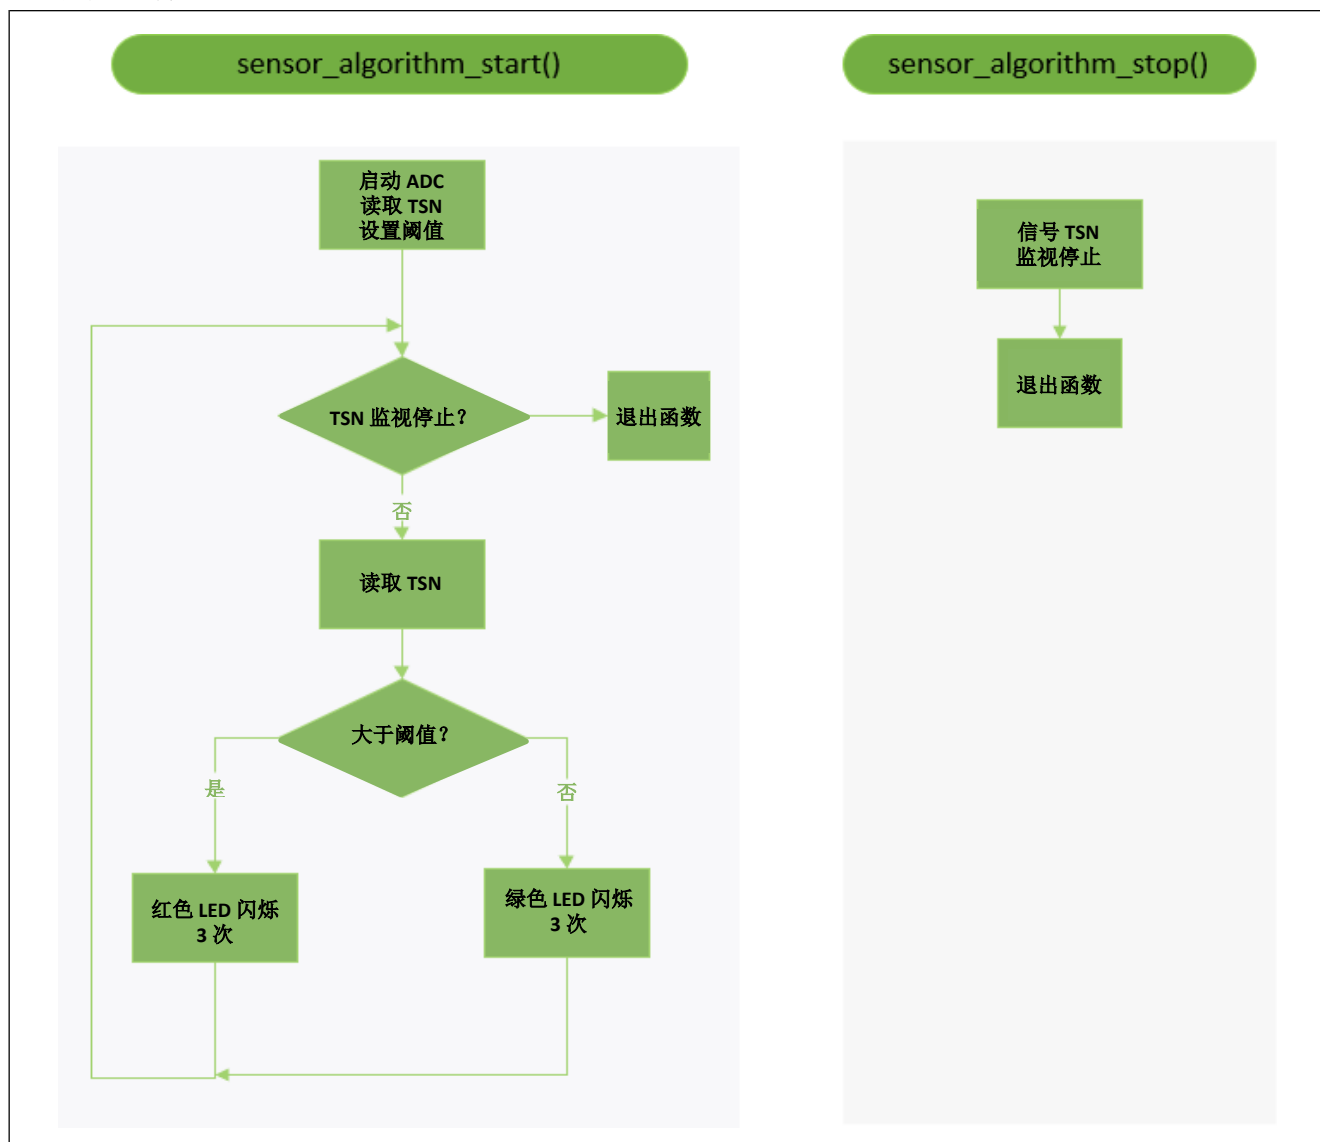 sensor_algorithm_start()
启动 ADC
读取 TSN
设置阈值
TSN 监视停止？
退出函数
否
读取 TSN
大于阈值？
是
否
红色 LED 闪烁
3 次
绿色 LED 闪烁
3 次
sensor_algorithm_stop()
信号 TSN
监视停止
退出函数